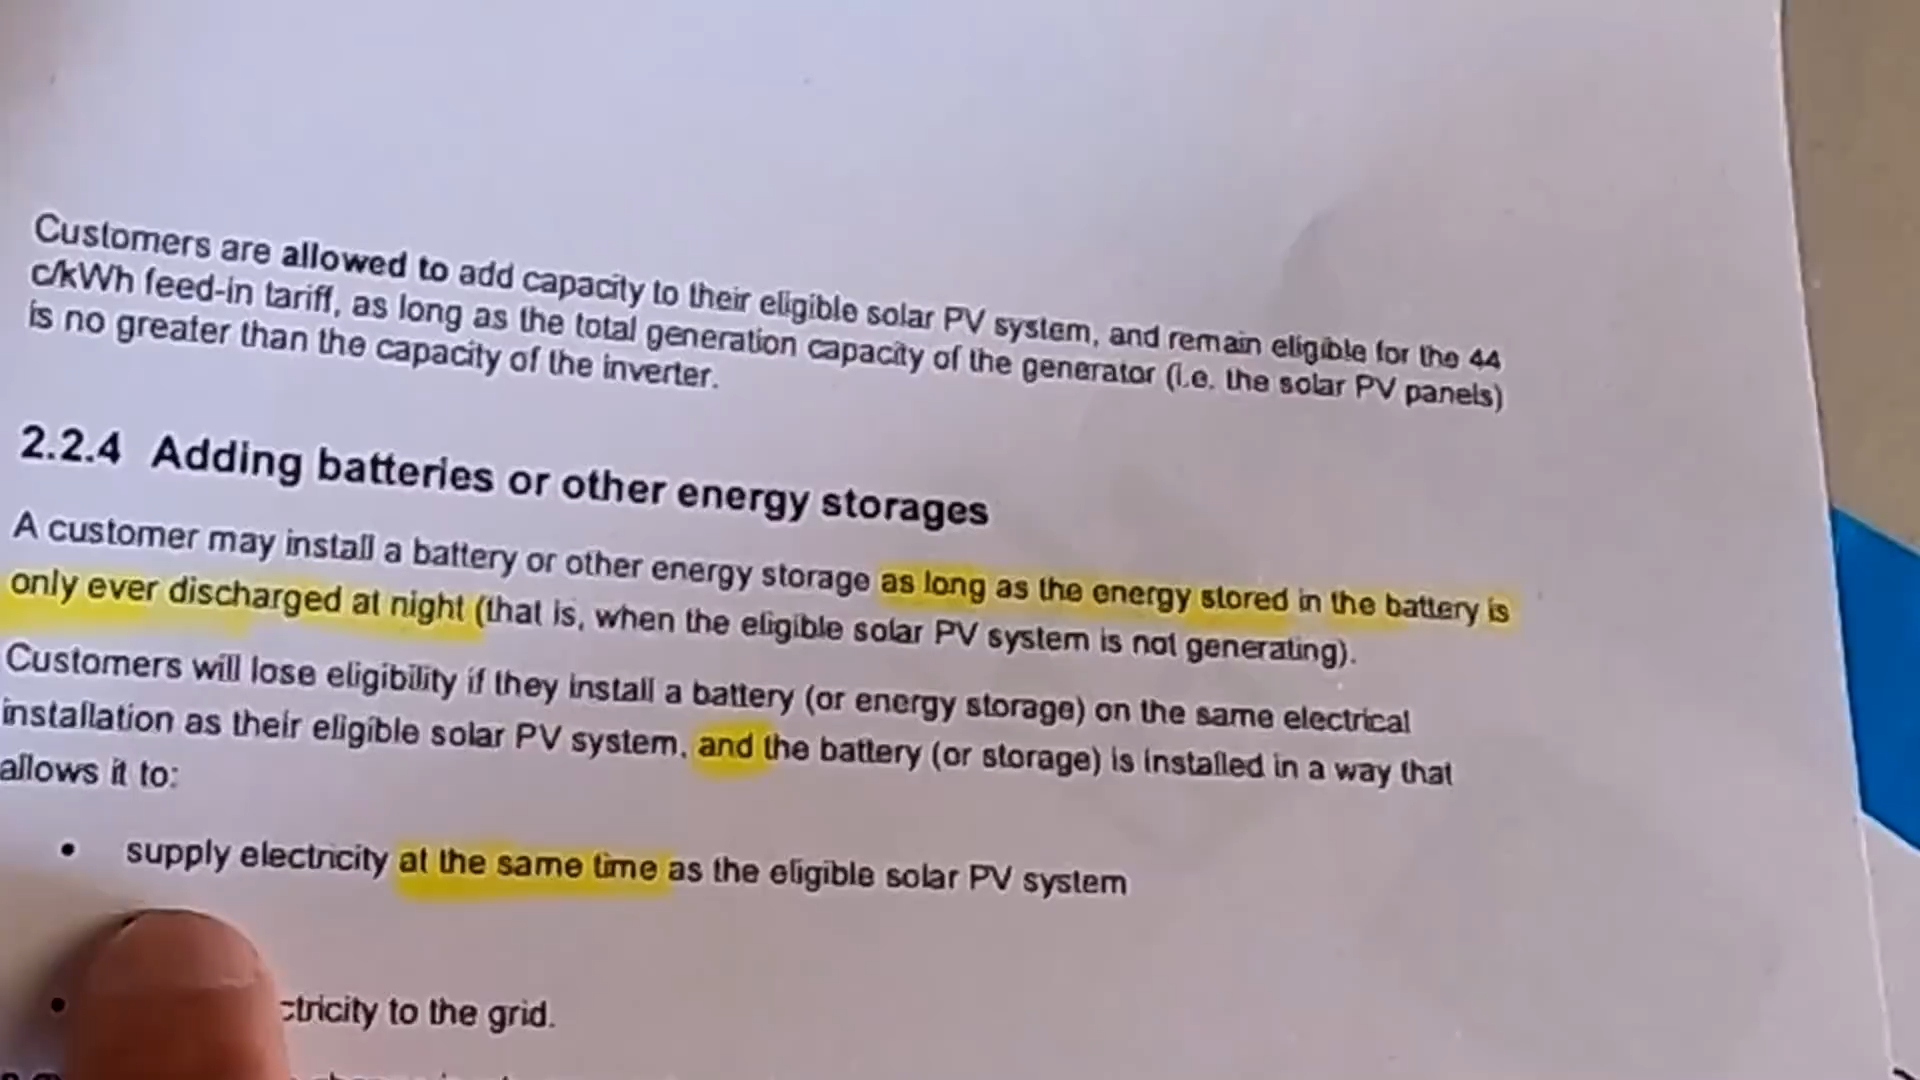 Customers are allowed to add capacity to their eligible solar PV system, and remain eligible for the 44
c/kWh feed-in tariff, as long as the total generation capacity of the generator (i.e. the solar PV panels)
is no greater than the capacity of the inverter.
2.2.4 Adding batteries or other energy storages
A customer may install a battery or other energy storage as long as the energy stored in the battery is
only ever discharged at night (that is, when the eligible solar PV system is not generating).
Customers will lose eligibility if they install a battery (or energy storage) on the same electrical
installation as their eligible solar PV system, and the battery (or storage) is installed in a way that
allows it to:
• supply electricity at the same time as the eligible solar PV system
• ctricity to the grid.